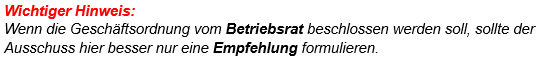 Wichtiger Hinweis:
Wenn die Geschäftsordnung vom Betriebsrat beschlossen werden soll, sollte der
Ausschuss hier besser nur eine Empfehlung formulieren.